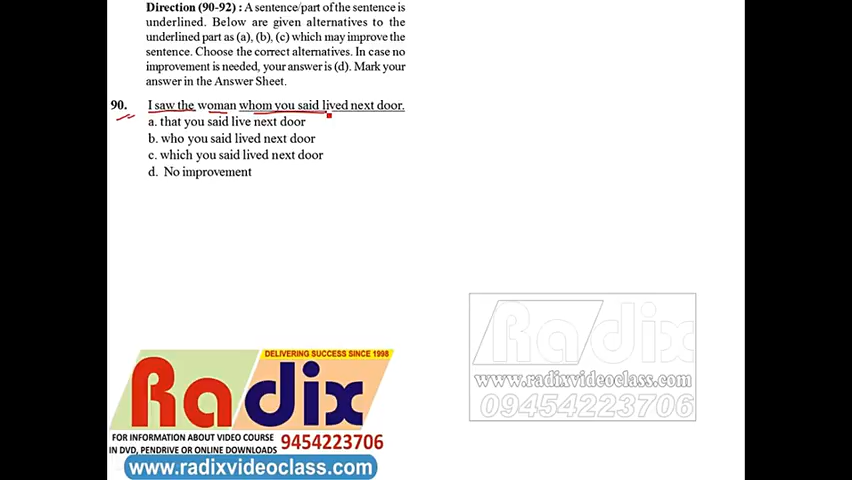 Direction (90-92) : A sentence/part of the sentence is
underlined. Below are given alternatives to the
underlined part as (a), (b), (c) which may improve the
sentence. Choose the correct alternatives. In case no
improvement is needed, your answer is (d). Mark your
answer in the Answer Sheet.
90. I saw the woman whom you said lived next door.
a. that you said live next door
b. who you said lived next door
c. which you said lived next door
d. No improvement
Radix
www.radixvideoclass.com
09454223706
DELIVERING SUCCESS SINCE 1998
Radix
FOR INFORMATION ABOUT VIDEO COURSE
IN DVD, PENDRIVE OR ONLINE DOWNLOADS
9454223706
www.radixvideoclass.com